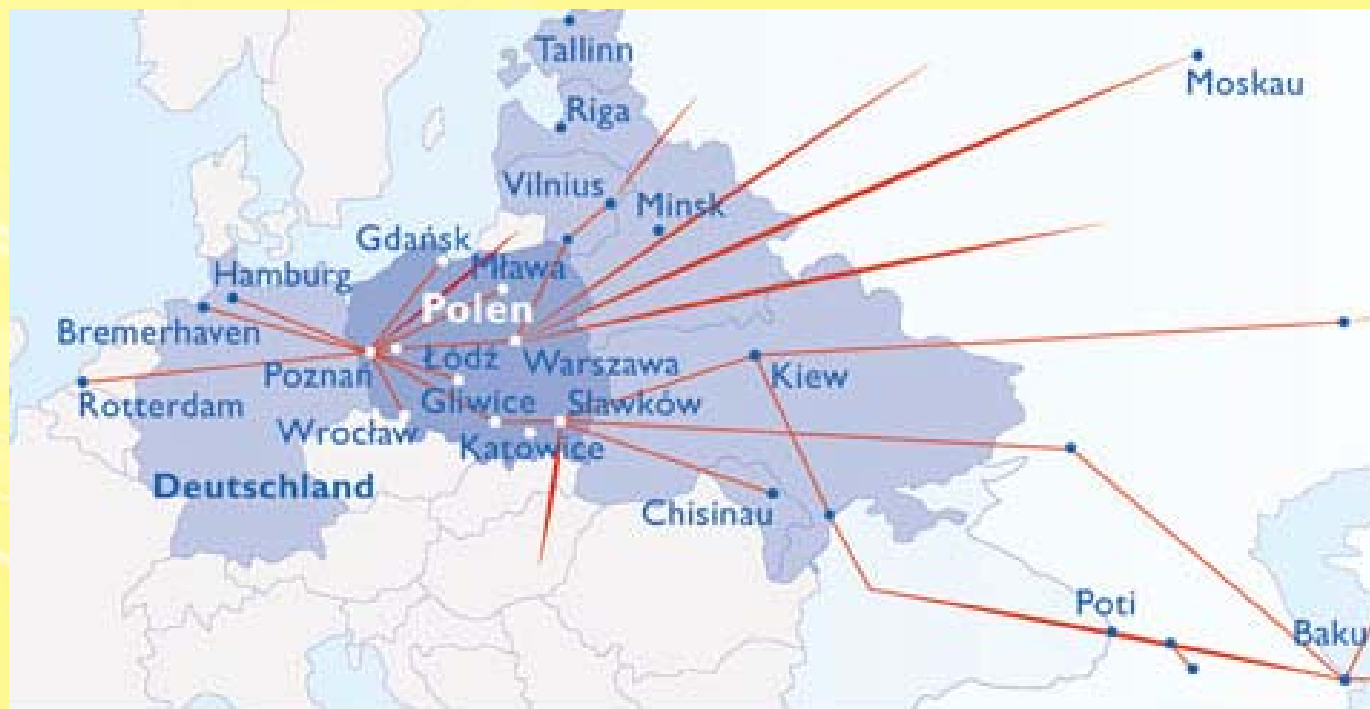 Tallinn
Moskau
Riga
Vilnius
Minsk
Gdańsk
Mława
Hamburg
Polen
Bremerhaven
Łódź
Warszawa
Poznań
Kiew
Rotterdam
Gliwice
Sławków
Wrocław
Katowice
Deutschland
Chisinau
Poti
Baku